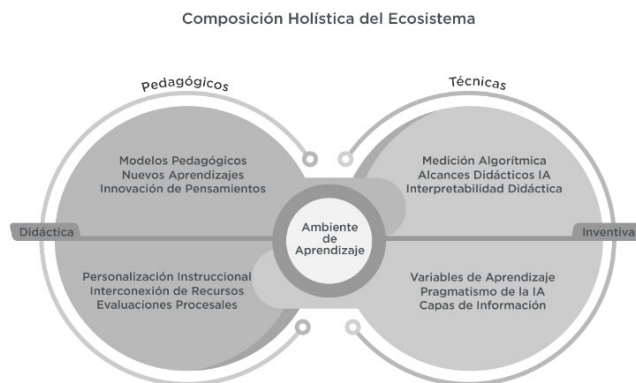 Composición Holística del Ecosistema
Pedagógicos
Técnicas
Modelos Pedagógicos
Nuevos Aprendizajes
Innovación de Pensamientos
Medición Algorítmica
Alcances Didácticos IA
Interpretabilidad Didáctica
Didáctica
Ambiente
de
Aprendizaje
Inventiva
Personalización Instruccional
Interconexión de Recursos
Evaluaciones Procesales
Variables de Aprendizaje
Pragmatismo de la IA
Capas de Información